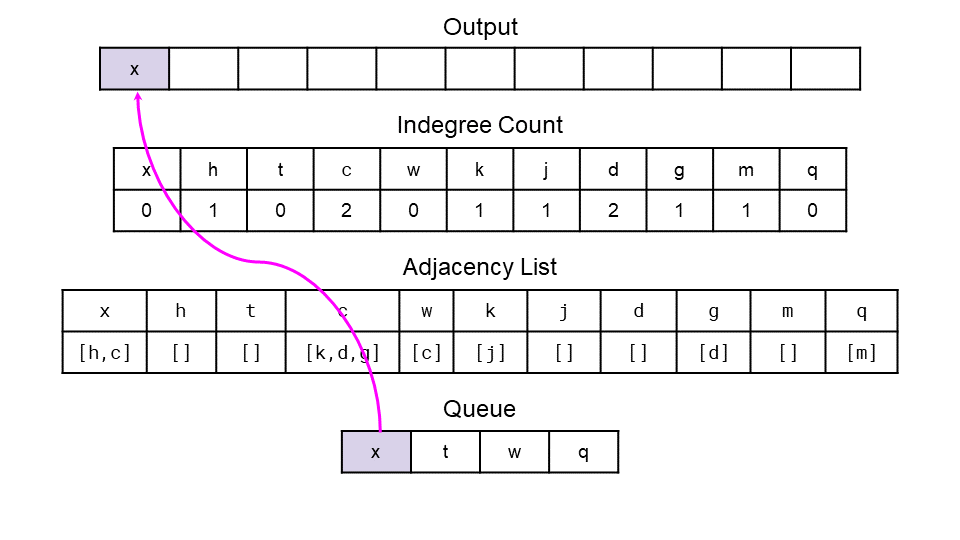 Output
x
Indegree Count
x h t c w k j d g m q
0 1 0 2 0 1 1 2 1 1 0
Adjacency List
x h t c w k j d g m q
[h,c] [] [] [k,d,g] [c] [j] [] [] [d] [] [m]
Queue
x t w q